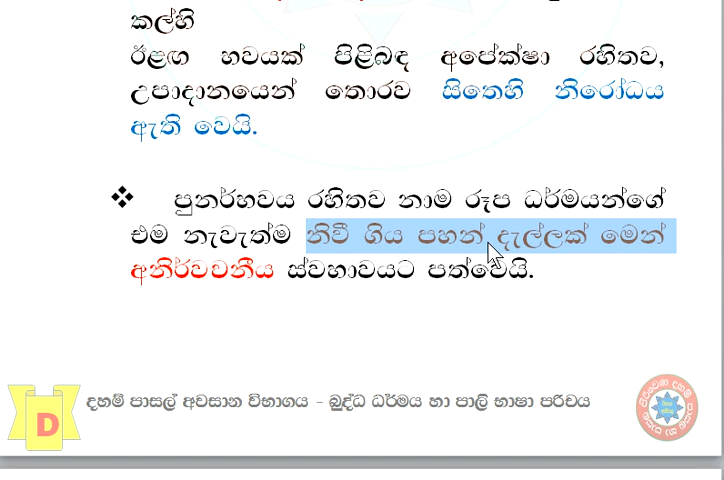 කල්හි
ඊළඟ භවයක් පිළිබඳ අපේක්ෂා රහිතව,
උපාදානයෙන් තොරව සිතෙහි නිරෝධය
ඇති වෙයි.
❖ පුනර්භවය රහිතව නාම රූප ධර්මයන්ගේ
එම නැවැත්ම නිවී ගිය පහන් දැල්ලක් මෙන්
අනිර්වචනීය ස්වභාවයට පත්වෙයි.
D
දහම් පාසල් අවසාන විභාගය - බුද්ධ ධර්මය හා පාලි භාෂා පරිචය